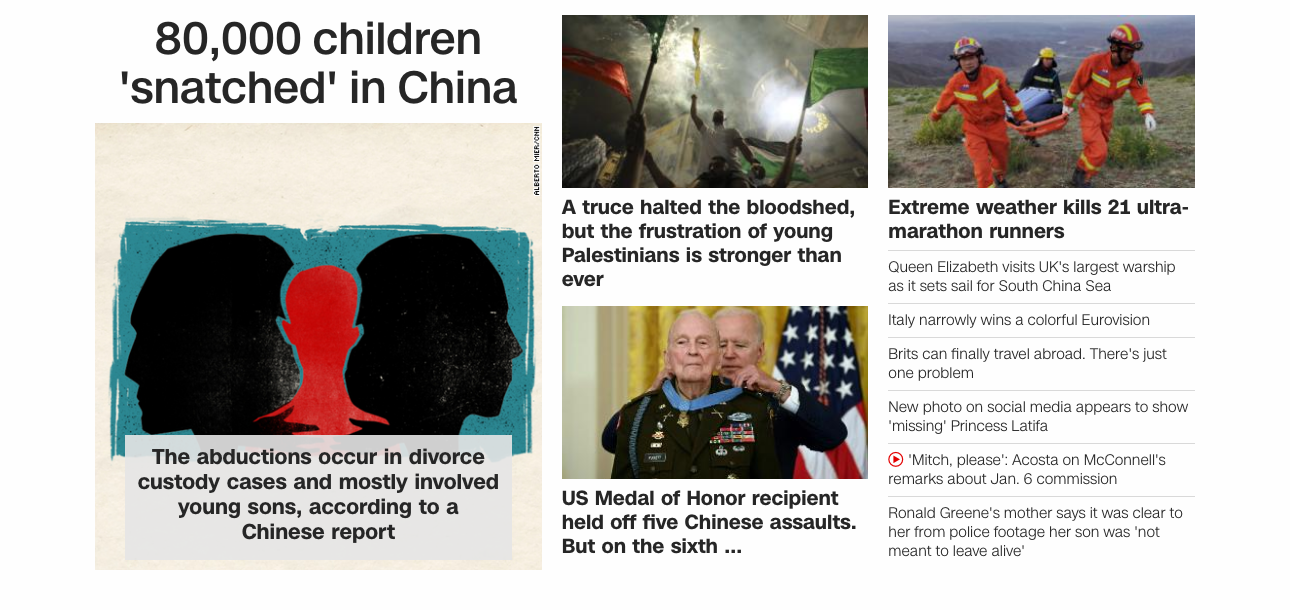 80,000 children
'snatched' in China
ALBERTO MIER/CNN
The abductions occur in divorce
custody cases and mostly involved
young sons, according to a
Chinese report
A truce halted the bloodshed,
but the frustration of young
Palestinians is stronger than
ever
US Medal of Honor recipient
held off five Chinese assaults.
But on the sixth ...
Extreme weather kills 21 ultra-
marathon runners
Queen Elizabeth visits UK's largest warship
as it sets sail for South China Sea
Italy narrowly wins a colorful Eurovision
Brits can finally travel abroad. There's just
one problem
New photo on social media appears to show
'missing' Princess Latifa
'Mitch, please': Acosta on McConnell's
remarks about Jan. 6 commission
Ronald Greene's mother says it was clear to
her from police footage her son was 'not
meant to leave alive'